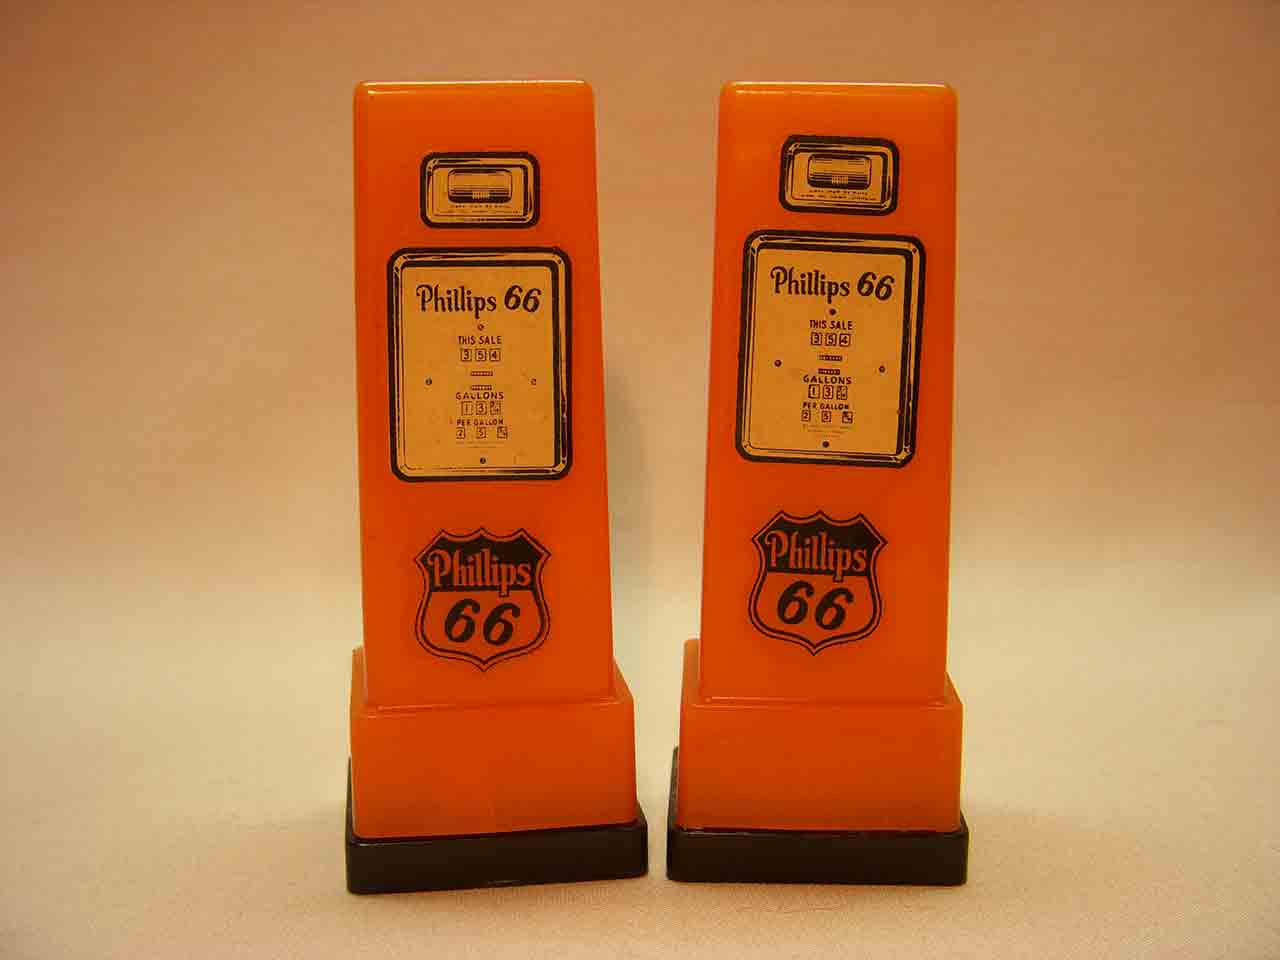 Phillips 66
THIS SALE
3 5 4
GALLONS
1 3
PER GALLON
2 5
Phillips
66
Phillips 66
THIS SALE
3 5 4
GALLONS
1 3
PER GALLON
2 5
Phillips
66